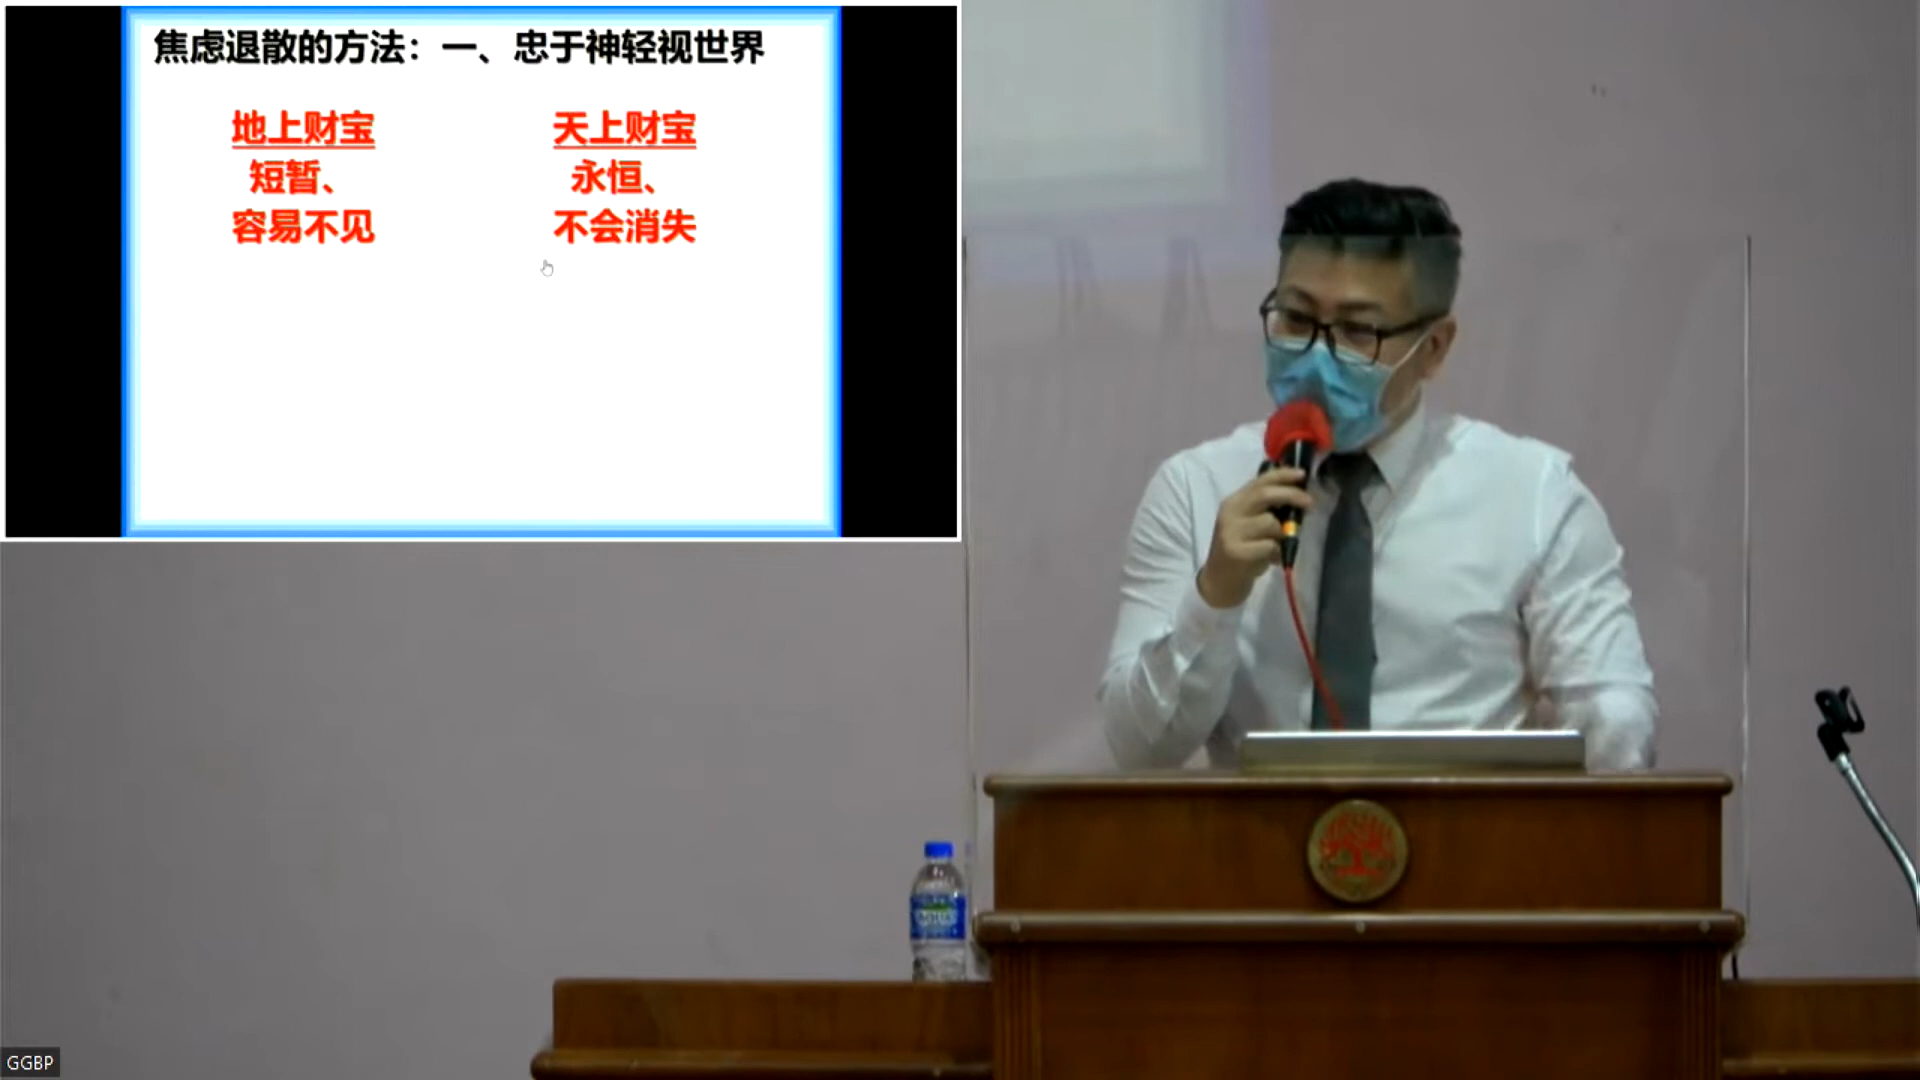 焦虑退散的方法：一、忠于神轻视世界
地上财宝
短暂、
容易不见
天上财宝
永恒、
不会消失
AQUA
GGBP